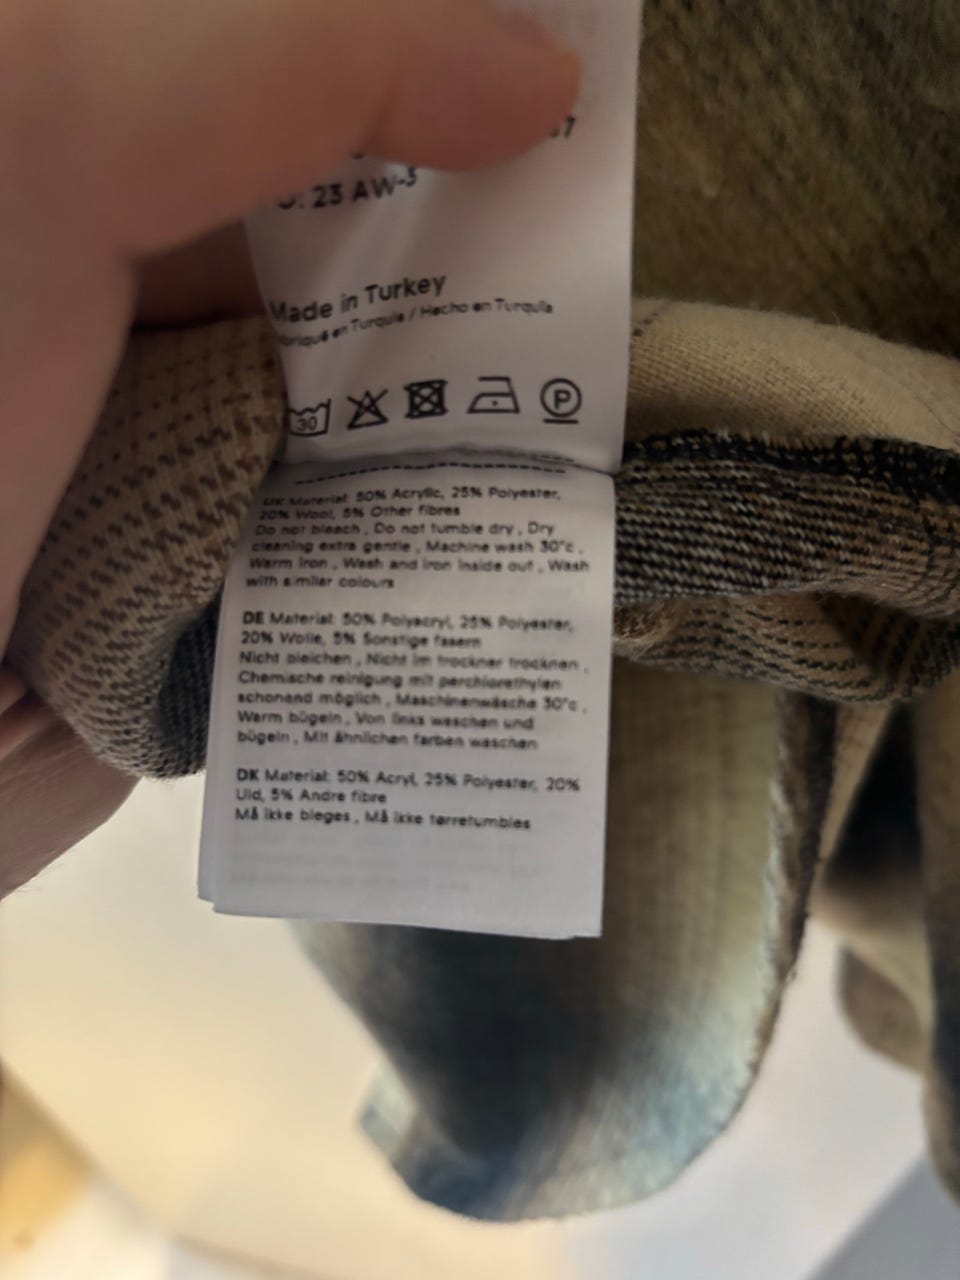 23 AW-3
Made in Turkey
en Turquie / Hecho en Turquía
30
P
UK Material: 50% Acrylic, 25% Polyester,
20% Wool, 5% Other fibres
Do not bleach , Do not tumble dry , Dry
cleaning extra gentle , Machine wash 30°c ,
Warm iron , Wash and iron inside out , Wash
with similar colours
DE Material: 50% Polyacryl, 25% Polyester,
20% Wolle, 5% Sonstige fasern
Nicht bleichen , Nicht im trockner trocknen ,
Chemische reinigung mit perchlorethylen
schonend möglich , Maschinenwäsche 30°c ,
Warm bügeln , Von links waschen und
bügeln , Mit ähnlichen farben waschen
DK Material: 50% Acryl, 25% Polyester, 20%
Uld, 5% Andre fibre
Må ikke bleges , Må ikke tørretumbles